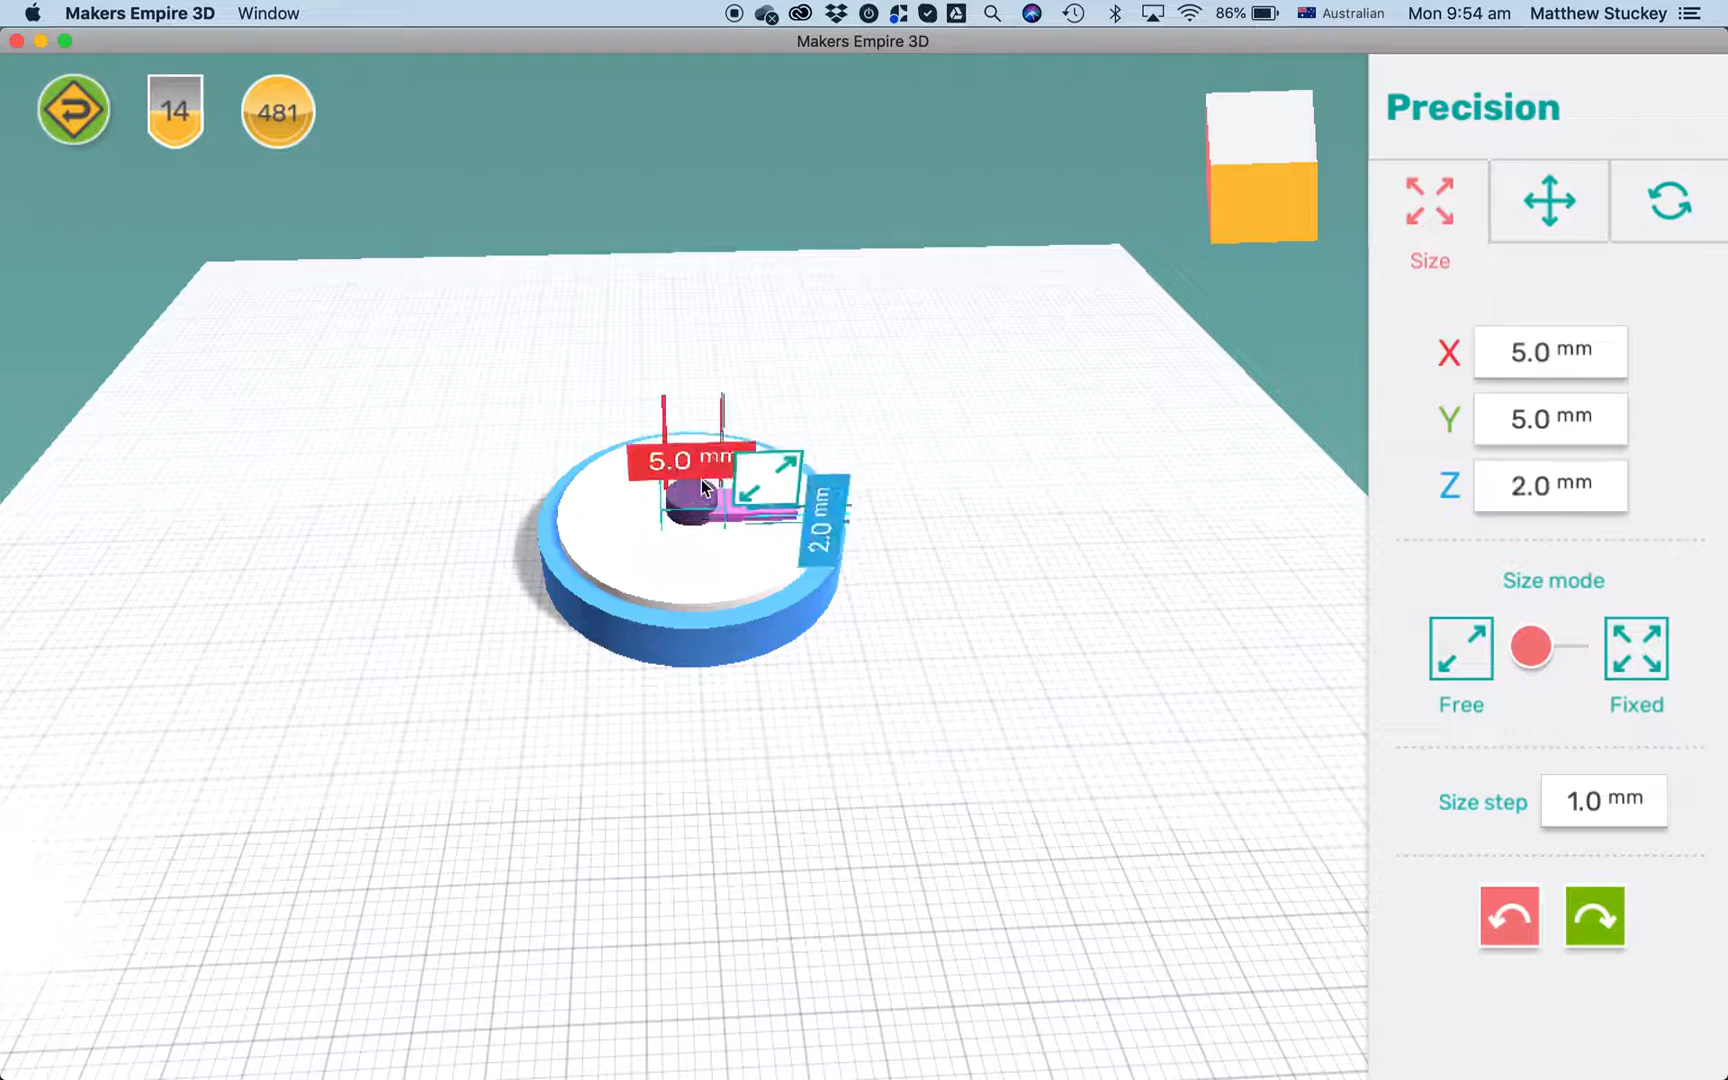 Makers Empire 3D Window 86% Australian Mon 9:54 am Matthew Stuckey
Makers Empire 3D
14
481
Precision
Size
X 5.0 mm
Y 5.0 mm
Z 2.0 mm
5.0 mm
2.0 mm
Size mode
Free
Fixed
Size step 1.0 mm